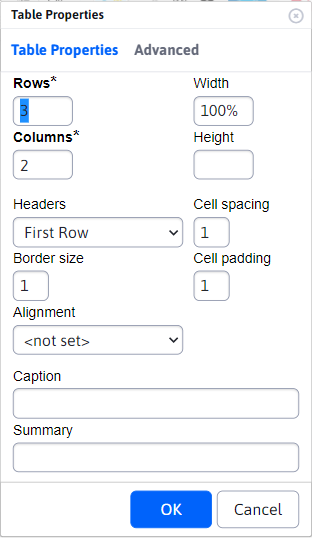 Table Properties
Table Properties Advanced
Rows* Width
3 100%
Columns* Height
2
Headers Cell spacing
First Row 1
Border size Cell padding
1 1
Alignment
<not set>
Caption
Summary
OK Cancel